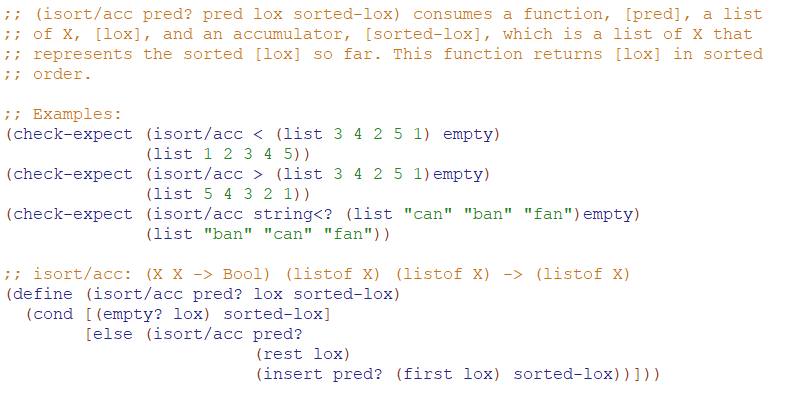 ;; (isort/acc pred? pred lox sorted-lox) consumes a function, [pred], a list
;; of X, [lox], and an accumulator, [sorted-lox], which is a list of X that
;; represents the sorted [lox] so far. This function returns [lox] in sorted
;; order.
;; Examples:
(check-expect (isort/acc < (list 3 4 2 5 1) empty)
              (list 1 2 3 4 5))
(check-expect (isort/acc > (list 3 4 2 5 1)empty)
              (list 5 4 3 2 1))
(check-expect (isort/acc string<? (list "can" "ban" "fan")empty)
              (list "ban" "can" "fan"))
;; isort/acc: (X X -> Bool) (listof X) (listof X) -> (listof X)
(define (isort/acc pred? lox sorted-lox)
  (cond [(empty? lox) sorted-lox]
        [else (isort/acc pred?
                         (rest lox)
                         (insert pred? (first lox) sorted-lox))]))